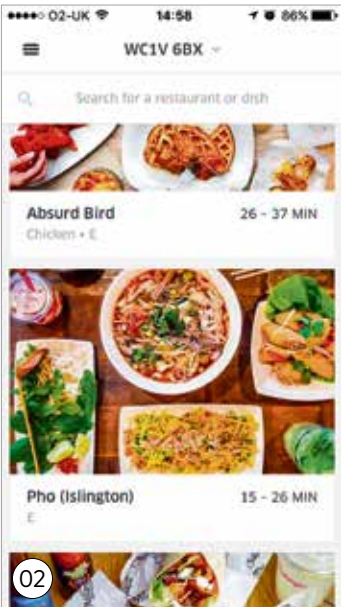 O2-UK 14:58 86%
WC1V 6BX
Search for a restaurant or dish
Absurd Bird 26 - 37 MIN
Chicken • E
Pho (Islington) 15 - 26 MIN
E
02